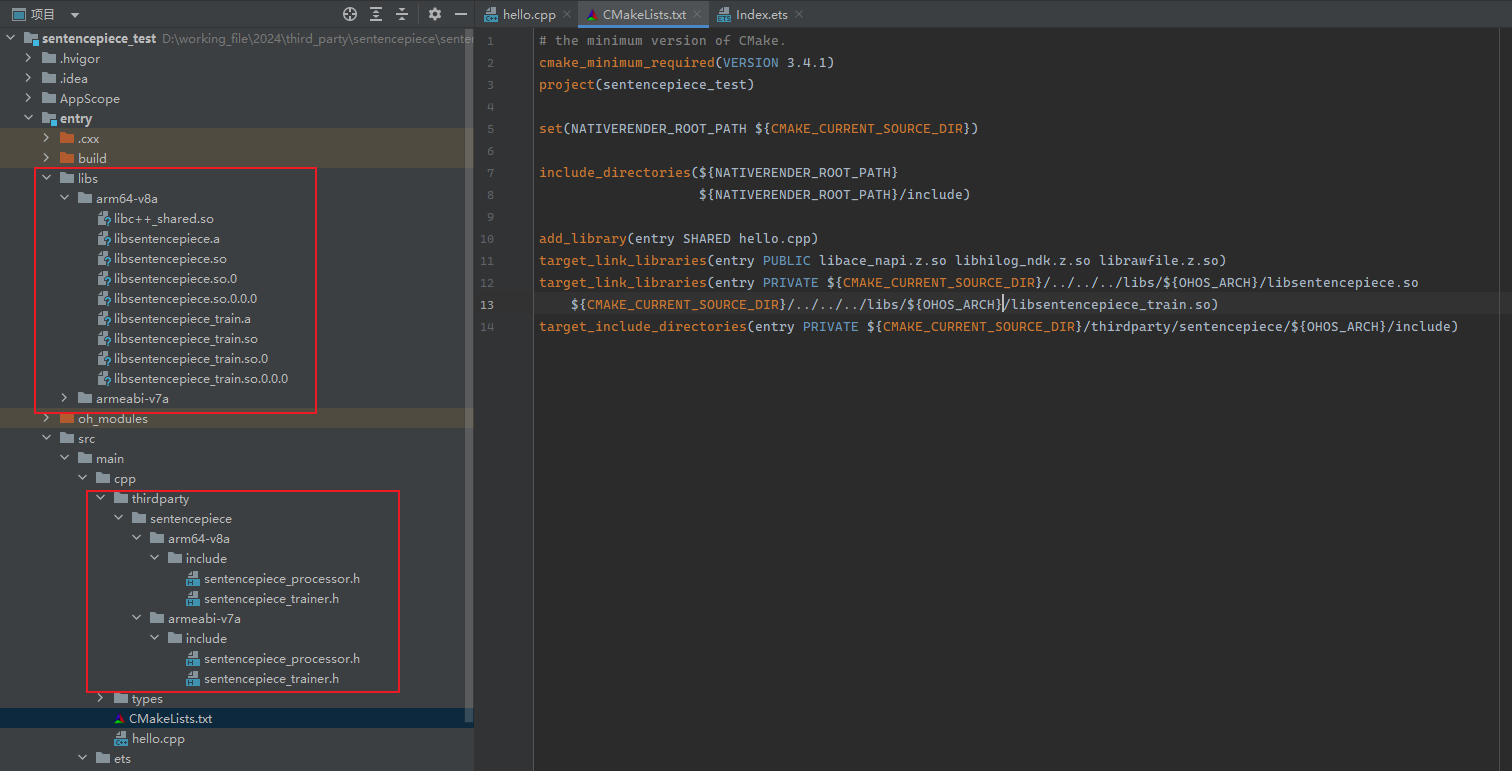 项目
sentencepiece_test D:\working_file\2024\third_party\sentencepiece\senten
.hvigor
.idea
AppScope
entry
.cxx
build
libs
arm64-v8a
libc++_shared.so
libsentencepiece.a
libsentencepiece.so
libsentencepiece.so.0
libsentencepiece.so.0.0.0
libsentencepiece_train.a
libsentencepiece_train.so
libsentencepiece_train.so.0
libsentencepiece_train.so.0.0.0
armeabi-v7a
oh_modules
src
main
cpp
thirdparty
sentencepiece
arm64-v8a
include
sentencepiece_processor.h
sentencepiece_trainer.h
armeabi-v7a
include
sentencepiece_processor.h
sentencepiece_trainer.h
types
CMakeLists.txt
hello.cpp
ets
hello.cpp CMakeLists.txt Index.ets
1 # the minimum version of CMake.
2 cmake_minimum_required(VERSION 3.4.1)
3 project(sentencepiece_test)
4
5 set(NATIVERENDER_ROOT_PATH ${CMAKE_CURRENT_SOURCE_DIR})
6
7 include_directories(${NATIVERENDER_ROOT_PATH}
8 ${NATIVERENDER_ROOT_PATH}/include)
9
10 add_library(entry SHARED hello.cpp)
11 target_link_libraries(entry PUBLIC libace_napi.z.so libhilog_ndk.z.so librawfile.z.so)
12 target_link_libraries(entry PRIVATE ${CMAKE_CURRENT_SOURCE_DIR}/../../../libs/${OHOS_ARCH}/libsentencepiece.so
13 ${CMAKE_CURRENT_SOURCE_DIR}/../../../libs/${OHOS_ARCH}/libsentencepiece_train.so)
14 target_include_directories(entry PRIVATE ${CMAKE_CURRENT_SOURCE_DIR}/thirdparty/sentencepiece/${OHOS_ARCH}/include)